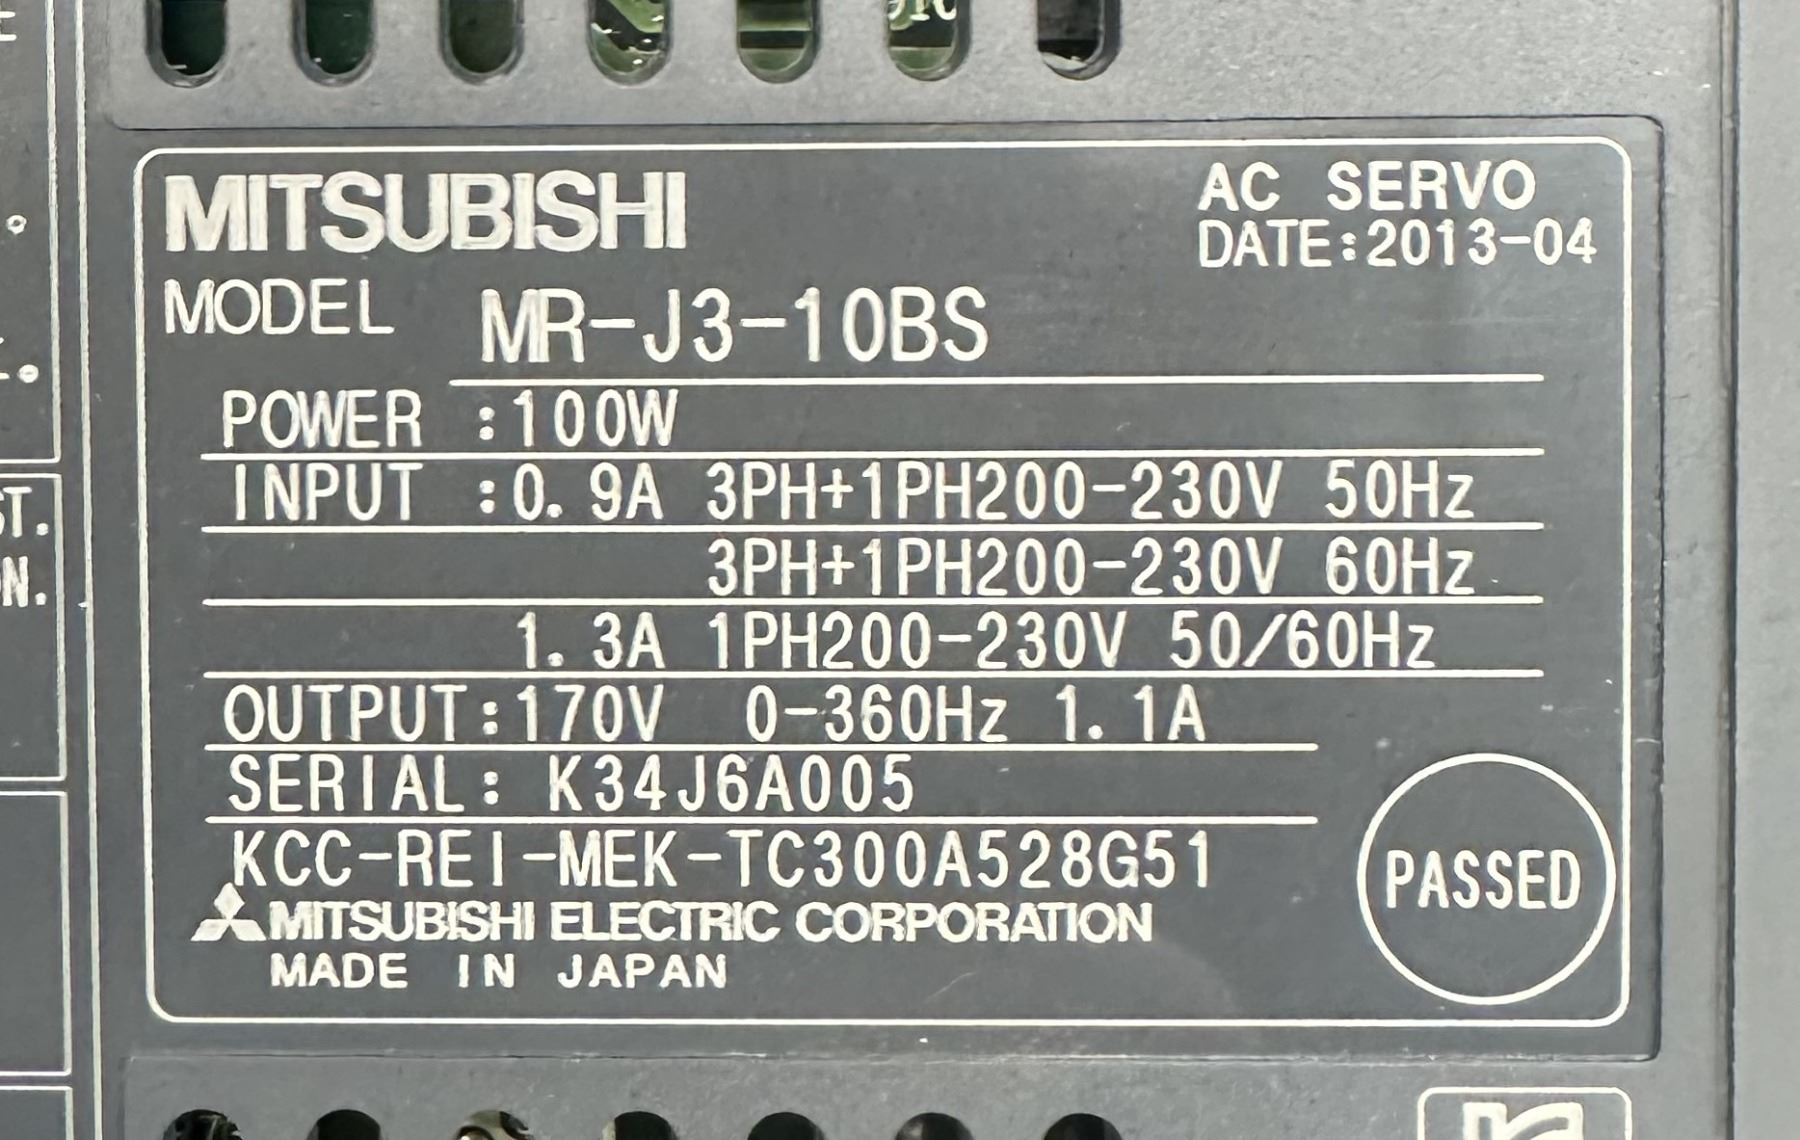 MITSUBISHI
AC SERVO
DATE:2013-04
MODEL MR-J3-10BS
POWER :100W
INPUT :0.9A 3PH+1PH200-230V 50Hz
3PH+1PH200-230V 60Hz
1.3A 1PH200-230V 50/60Hz
OUTPUT:170V 0-360Hz 1.1A
SERIAL: K34J6A005
KCC-REI-MEK-TC300A528G51
MITSUBISHI ELECTRIC CORPORATION
MADE IN JAPAN
PASSED